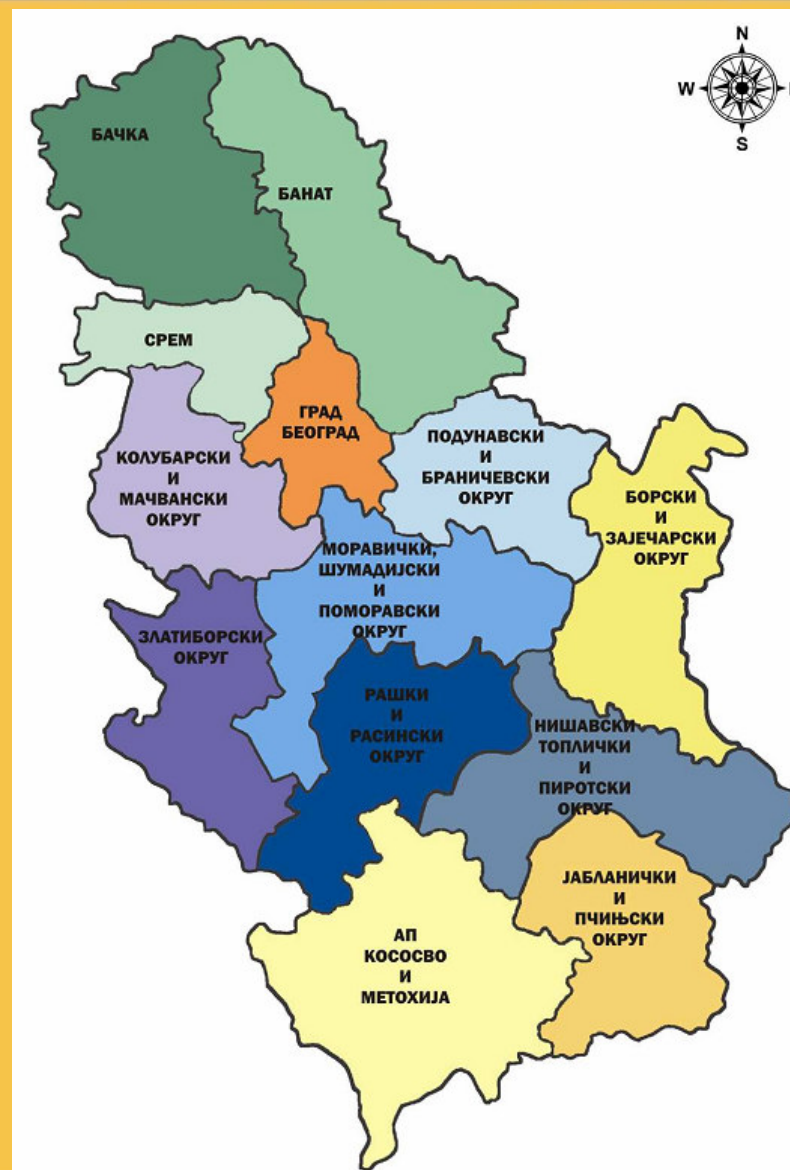 N
W
S
БАЧКА
БАНАТ
СРЕМ
ГРАД
БЕОГРАД
КОЛУБАРСКИ
И
МАЧВАНСКИ
ОКРУГ
ПОДУНАВСКИ
И
БРАНИЧЕВСКИ
ОКРУГ
БОРСКИ
И
ЗАЈЕЧАРСКИ
ОКРУГ
МОРАВИЧКИ,
ШУМАДИЈСКИ
И
ПОМОРАВСКИ
ОКРУГ
ЗЛАТИБОРСКИ
ОКРУГ
РАШКИ
И
РАСИНСКИ
ОКРУГ
НИШАВСКИ
ТОПЛИЧКИ
И
ПИРОТСКИ
ОКРУГ
ЈАБЛАНИЧКИ
И
ПЧИЊСКИ
ОКРУГ
АП
КОСОСВО
И
МЕТОХИЈА